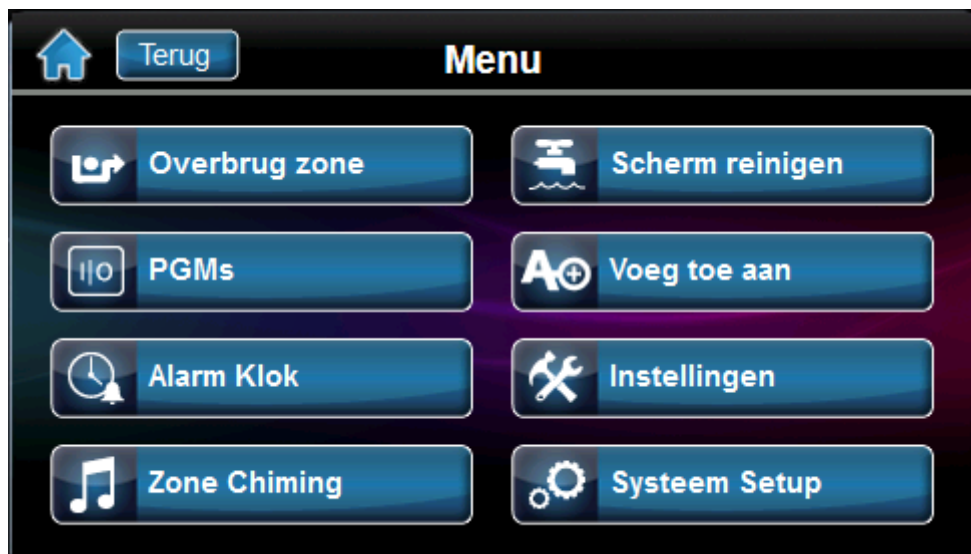 Terug
Menu
Overbrug zone
Scherm reinigen
PGMs
Voeg toe aan
Alarm Klok
Instellingen
Zone Chiming
Systeem Setup